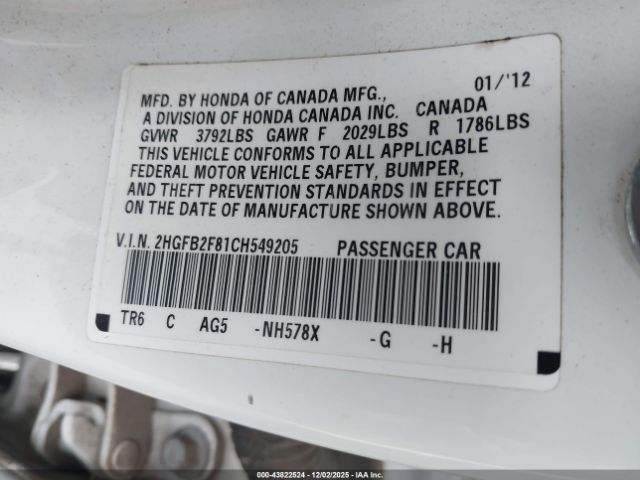 01/'12
MFD. BY HONDA OF CANADA MFG.,
A DIVISION OF HONDA CANADA INC. CANADA
GVWR 3792LBS GAWR F 2029LBS R 1786LBS
THIS VEHICLE CONFORMS TO ALL APPLICABLE
FEDERAL MOTOR VEHICLE SAFETY, BUMPER,
AND THEFT PREVENTION STANDARDS IN EFFECT
ON THE DATE OF MANUFACTURE SHOWN ABOVE.
V.I.N. 2HGFB2F81CH549205 PASSENGER CAR
TR6 C AG5 -NH578X -G -H
000-43822524 | 12/02/2025 | IAA Inc.